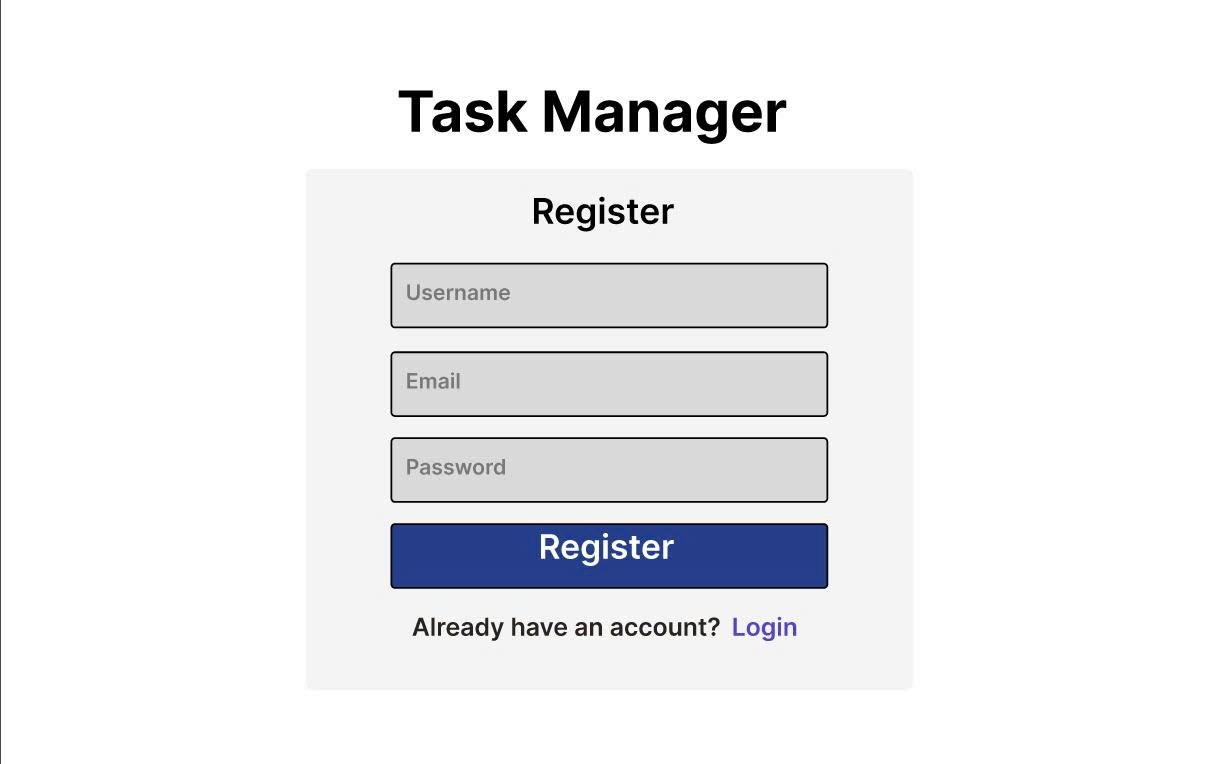 Task Manager
Register
Username
Email
Password
Register
Already have an account? Login